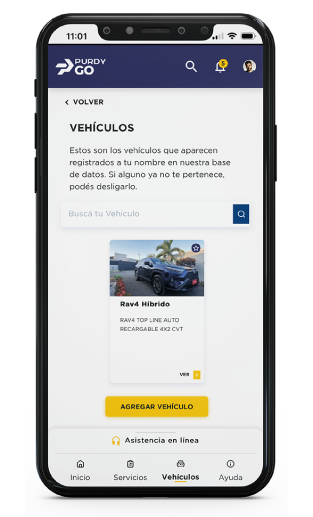 11:01
PURDY
GO
6
VOLVER
VEHÍCULOS
Estos son los vehículos que aparecen
registrados a tu nombre en nuestra base
de datos. Si alguno ya no te pertenece,
podés desligarlo.
Buscá tu Vehículo
Rav4 Híbrido
RAV4 TOP LINE AUTO
RECARGABLE 4X2 CVT
VER
AGREGAR VEHÍCULO
Asistencia en línea
Inicio Servicios Vehículos Ayuda